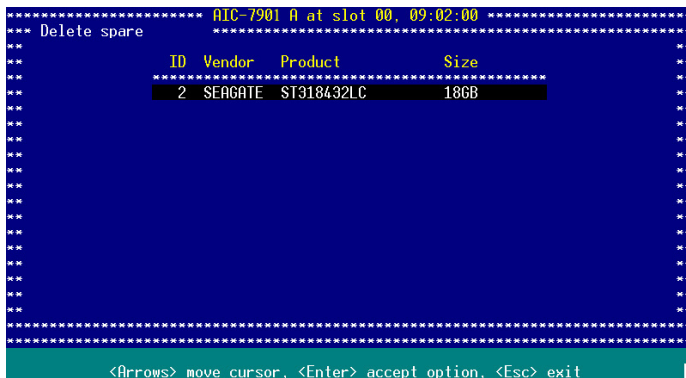 AIC-7901 A at slot 00, 09:02:00
Delete spare
ID Vendor Product Size
2 SEAGATE ST318432LC 18GB
<Arrows> move cursor, <Enter> accept option, <Esc> exit